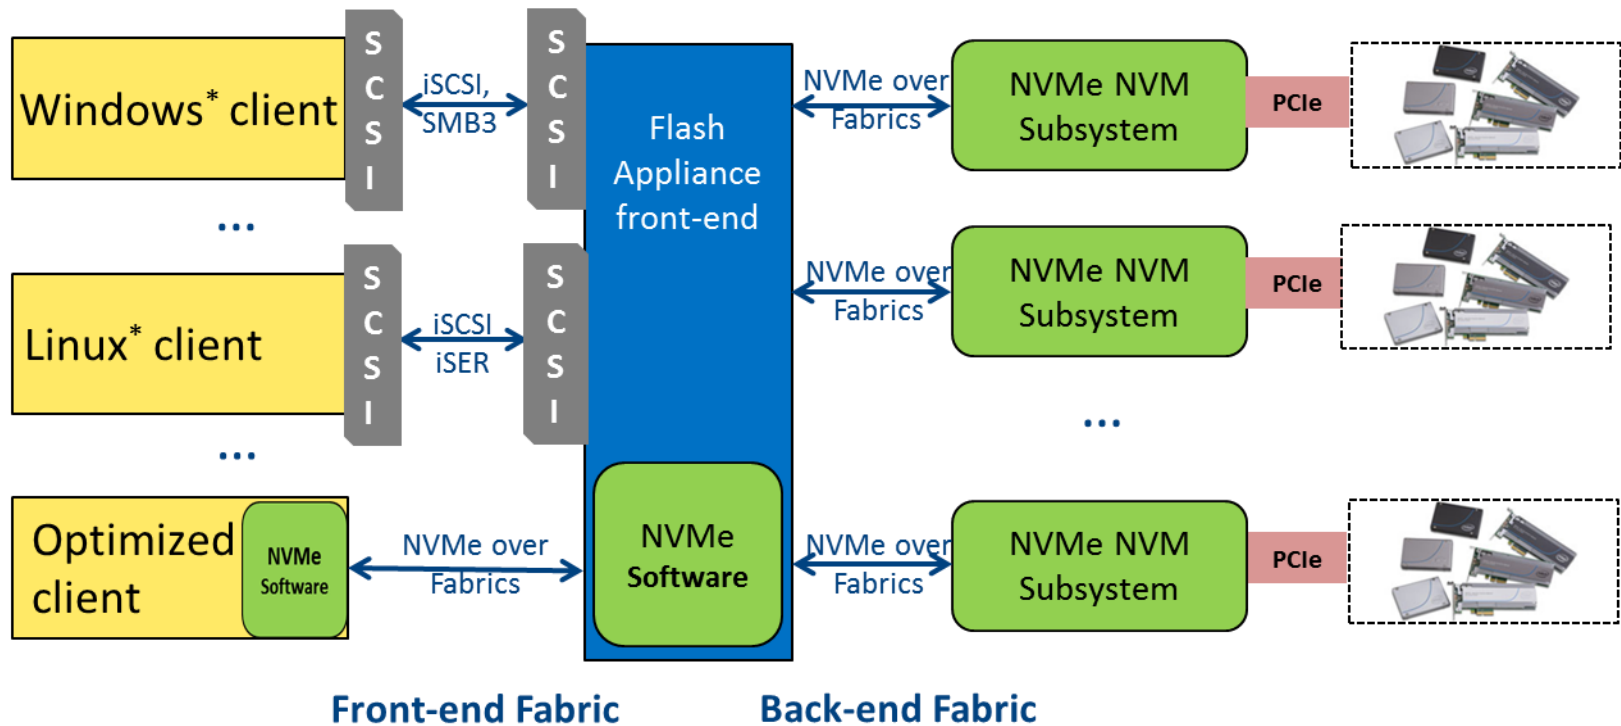 Windows* client
S
C
S
I
iSCSI,
SMB3
S
C
S
I
Flash
Appliance
front-end
NVMe over
Fabrics
NVMe NVM
Subsystem
PCIe
...
Linux* client
S
C
S
I
iSCSI
iSER
S
C
S
I
NVMe over
Fabrics
NVMe NVM
Subsystem
PCIe
...
...
Optimized
client
NVMe
Software
NVMe over
Fabrics
NVMe
Software
NVMe over
Fabrics
NVMe NVM
Subsystem
PCIe
Front-end Fabric
Back-end Fabric